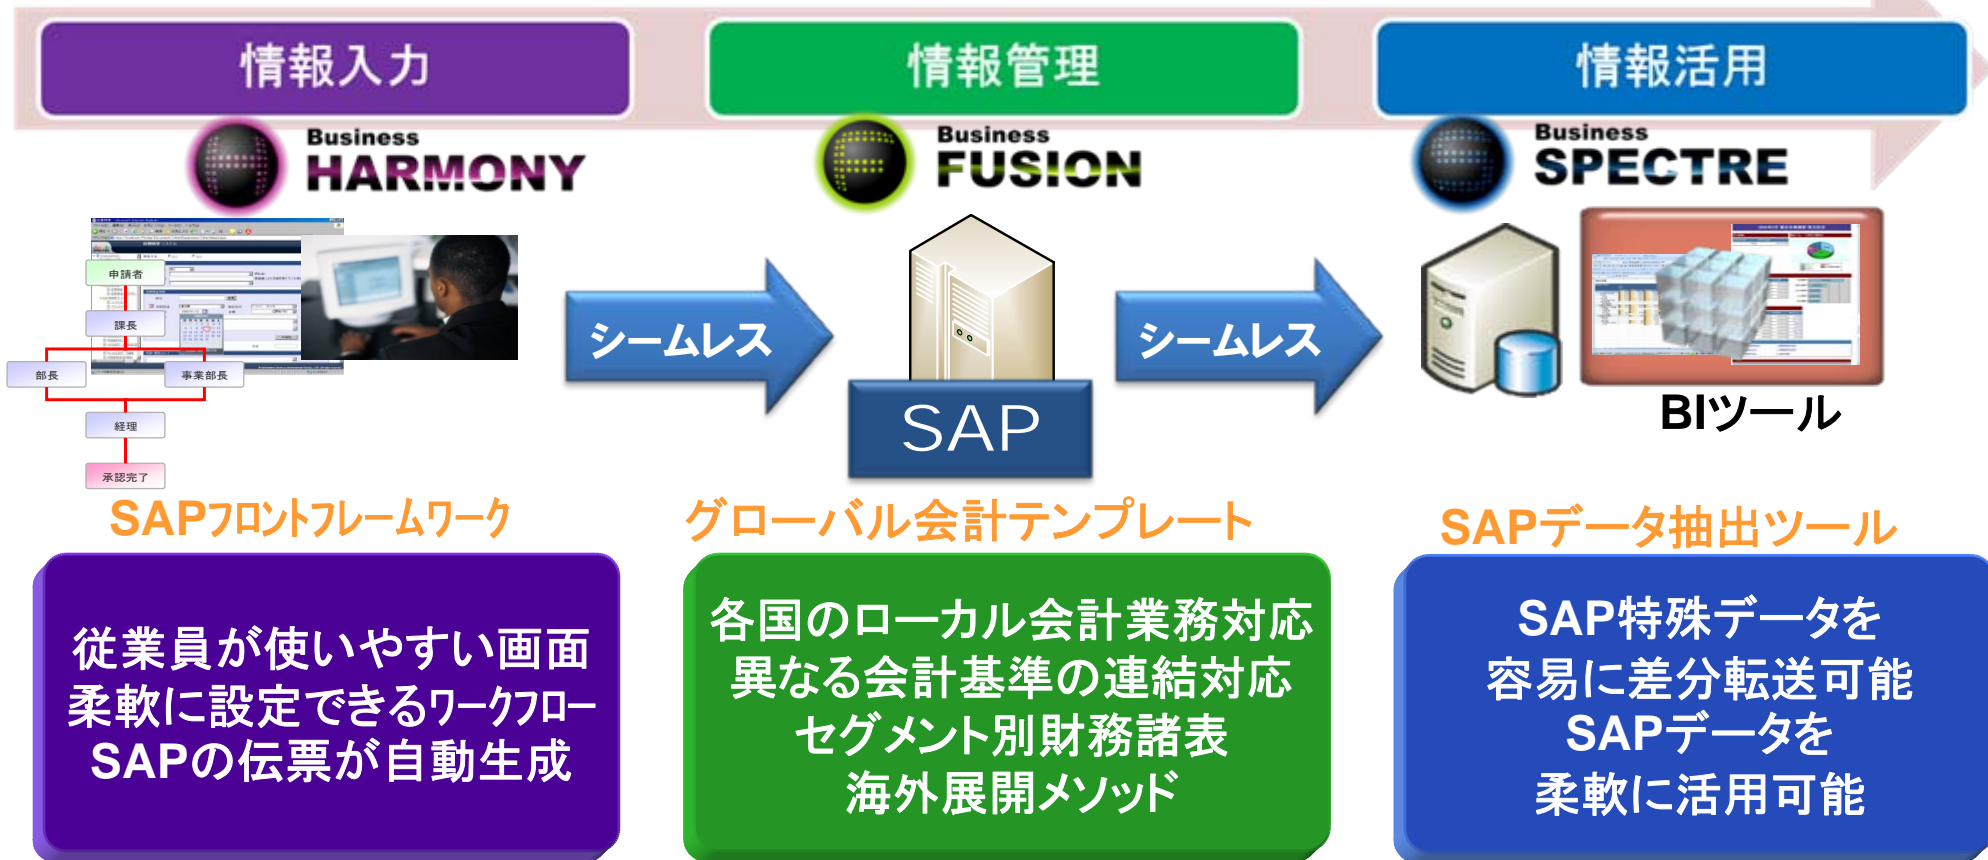 情報入力
情報管理
情報活用
Business
HARMONY
Business
FUSION
Business
SPECTRE
申請者
課長
部長
事業部長
経理
承認完了
シームレス
SAP
シームレス
BIツール
SAPフロントフレームワーク
グローバル会計テンプレート
SAPデータ抽出ツール
従業員が使いやすい画面
柔軟に設定できるワークフロー
SAPの伝票が自動生成
各国のローカル会計業務対応
異なる会計基準の連結対応
セグメント別財務諸表
海外展開メソッド
SAP特殊データを
容易に差分転送可能
SAPデータを
柔軟に活用可能